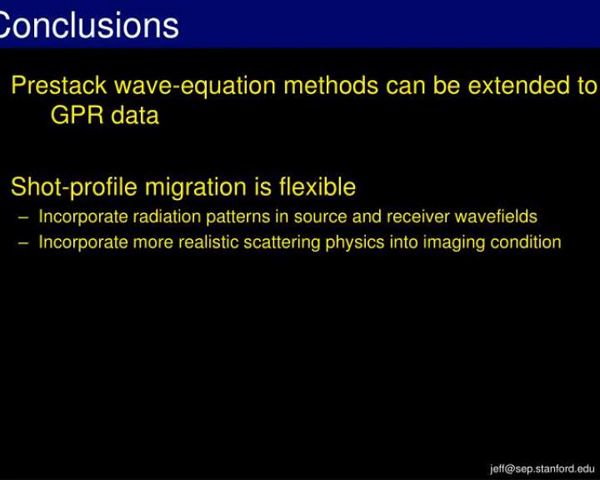 Conclusions
Prestack wave-equation methods can be extended to
GPR data
Shot-profile migration is flexible
– Incorporate radiation patterns in source and receiver wavefields
– Incorporate more realistic scattering physics into imaging condition
jeff@sep.stanford.edu